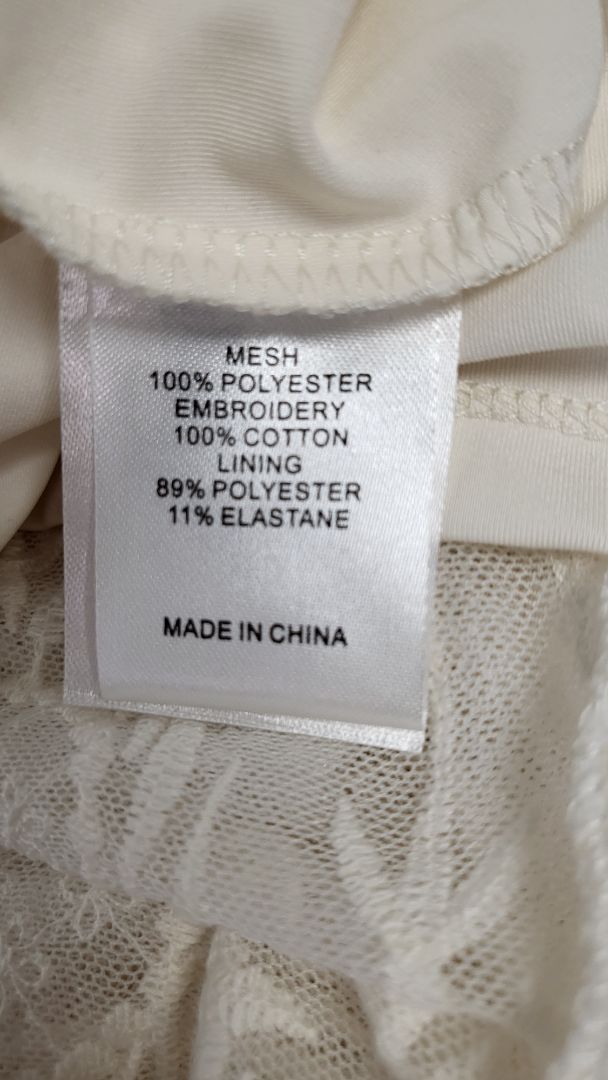 MESH
100% POLYESTER
EMBROIDERY
100% COTTON
LINING
89% POLYESTER
11% ELASTANE
MADE IN CHINA